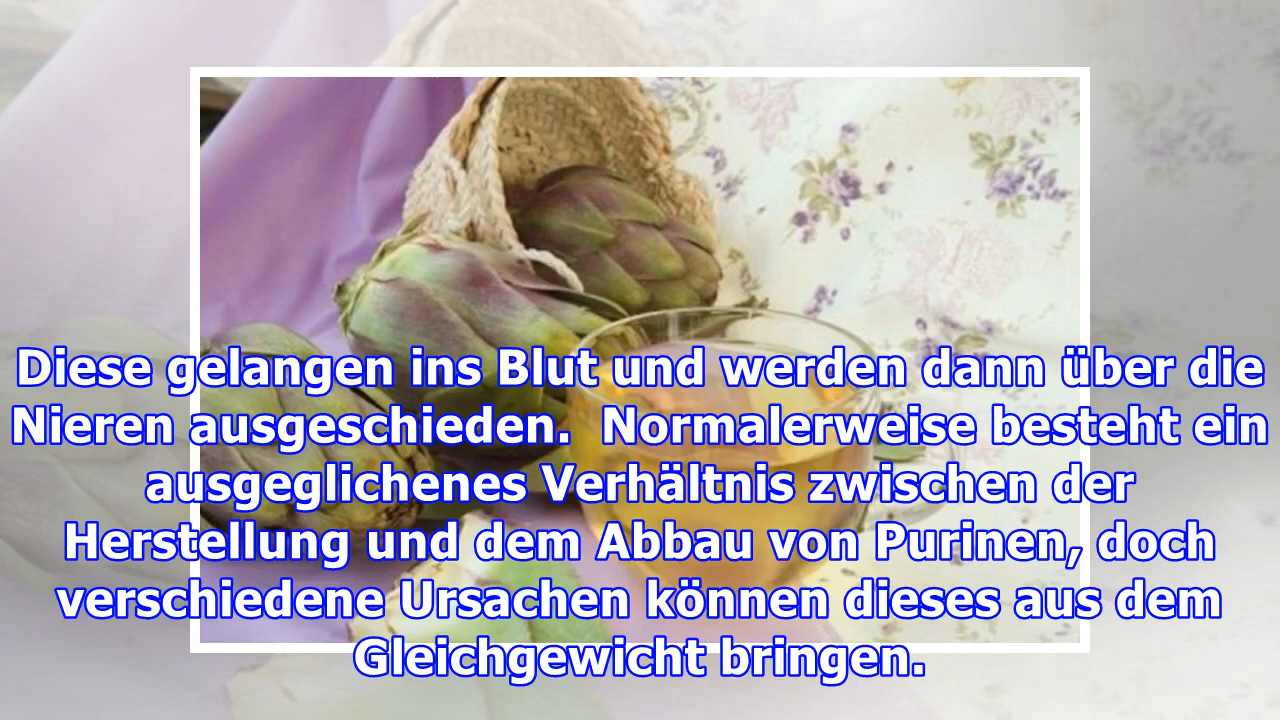 Diese gelangen ins Blut und werden dann über die
Nieren ausgeschieden.  Normalerweise besteht ein
ausgeglichenes Verhältnis zwischen der
Herstellung und dem Abbau von Purinen, doch
verschiedene Ursachen können dieses aus dem
Gleichgewicht bringen.